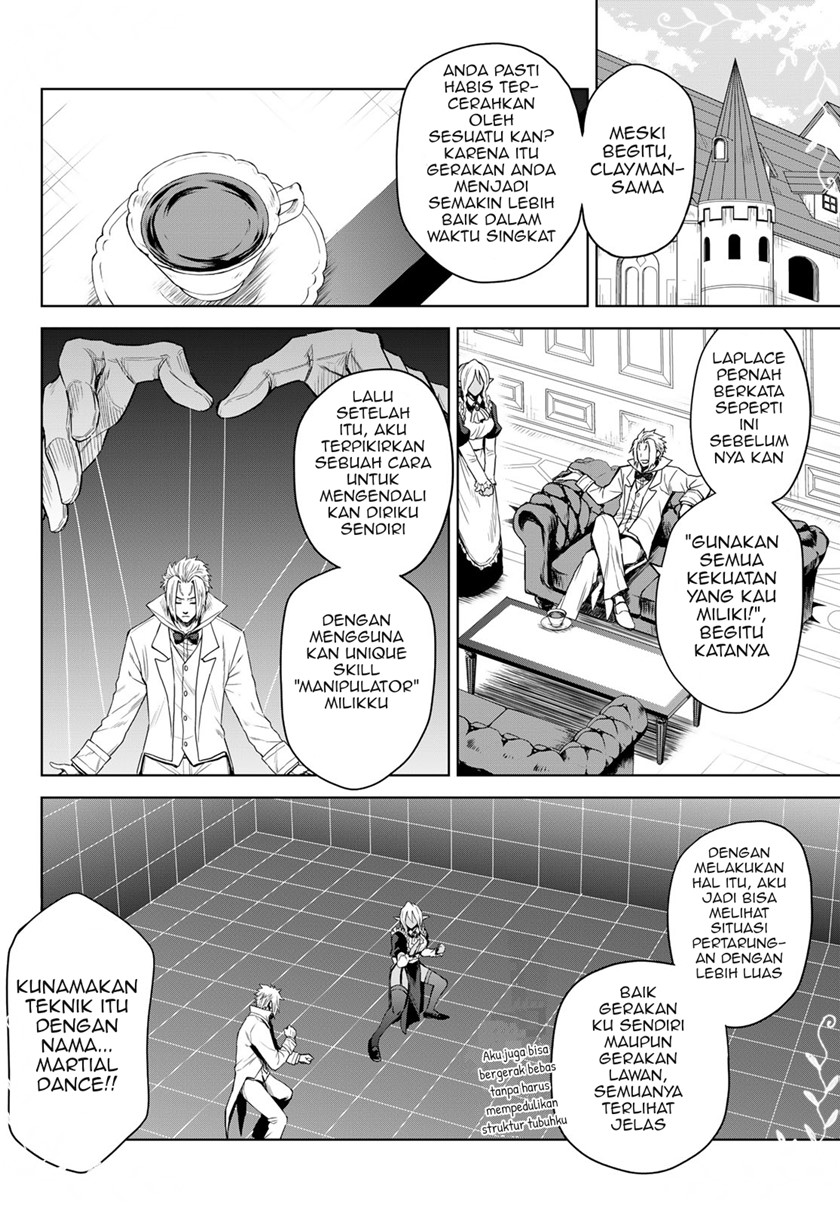 MESKI
BEGITU,
CLAYMAN-
SAMA
ANDA PASTI
HABIS TER-
CERAHKAN
OLEH
SESUATU KAN?
KARENA ITU
GERAKAN ANDA
MENJADI
SEMAKIN LEBIH
BAIK DALAM
WAKTU SINGKAT
LAPLACE
PERNAH
BERKATA
SEPERTI
INI
SEBELUM
NYA KAN
"GUNAKAN
SEMUA
KEKUATAN
YANG KAU
MILIKI!",
BEGITU
KATANYA
LALU
SETELAH
ITU, AKU
TERPIKIRKAN
SEBUAH CARA
UNTUK
MENGENDALI
KAN DIRIKU
SENDIRI
DENGAN
MENGGUNA
KAN UNIQUE
SKILL
"MANIPULATOR"
MILIKKU
DENGAN
MELAKUKAN
HAL ITU, AKU
JADI BISA
MELIHAT
SITUASI
PERTARUNG-
AN DENGAN
LEBIH LUAS
BAIK
GERAKAN
KU SENDIRI
MAUPUN
GERAKAN
LAWAN,
SEMUANYA
TERLIHAT
JELAS
Aku juga bisa
bergerak bebas
tanpa harus
mempedulikan
struktur tubuhku
KUNAMAKAN
TEKNIK ITU
DENGAN
NAMA...
MARTIAL
DANCE!!